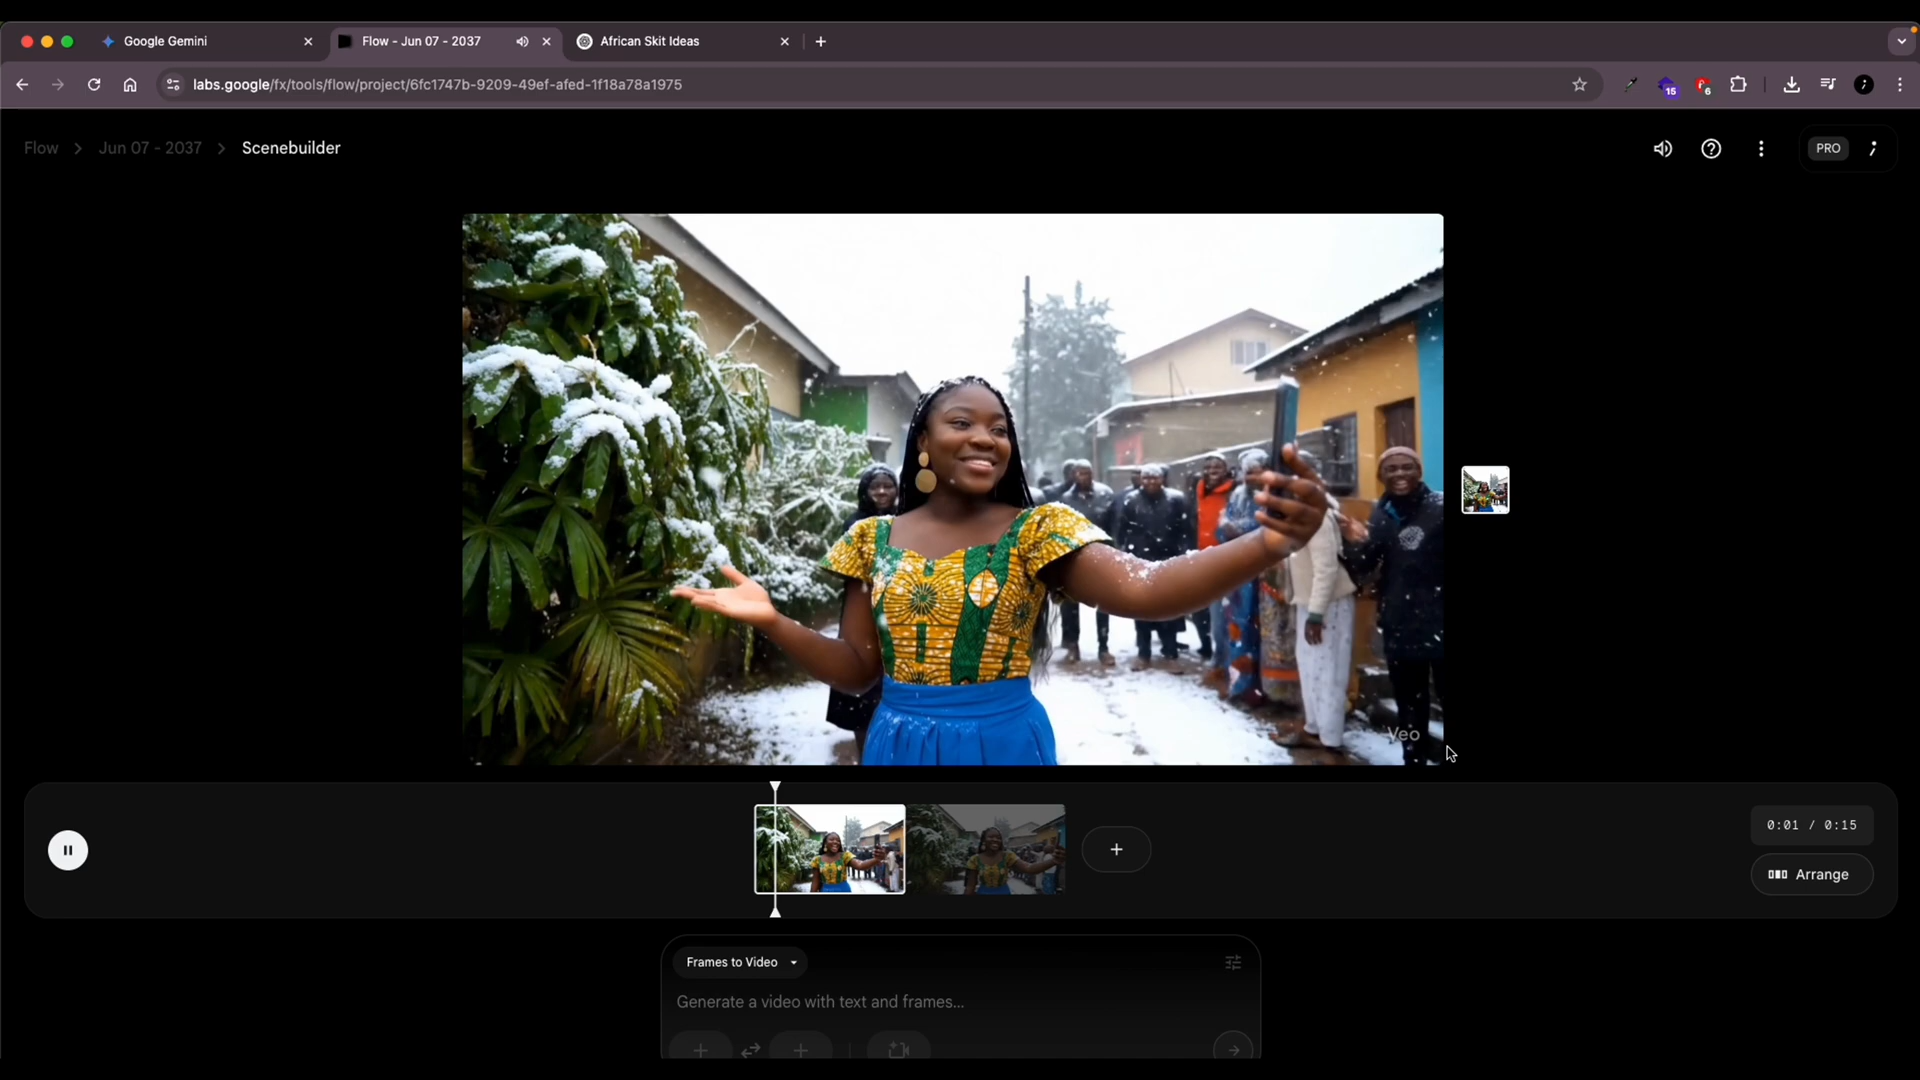 Google Gemini
Flow - Jun 07 - 2037
African Skit Ideas
labs.google/fx/tools/flow/project/6fc1747b-9209-49ef-afed-1f18a78a1975
15
6
Flow > Jun 07 - 2037 > Scenebuilder
PRO
Veo
0:01 / 0:15
Arrange
Frames to Video
Generate a video with text and frames...